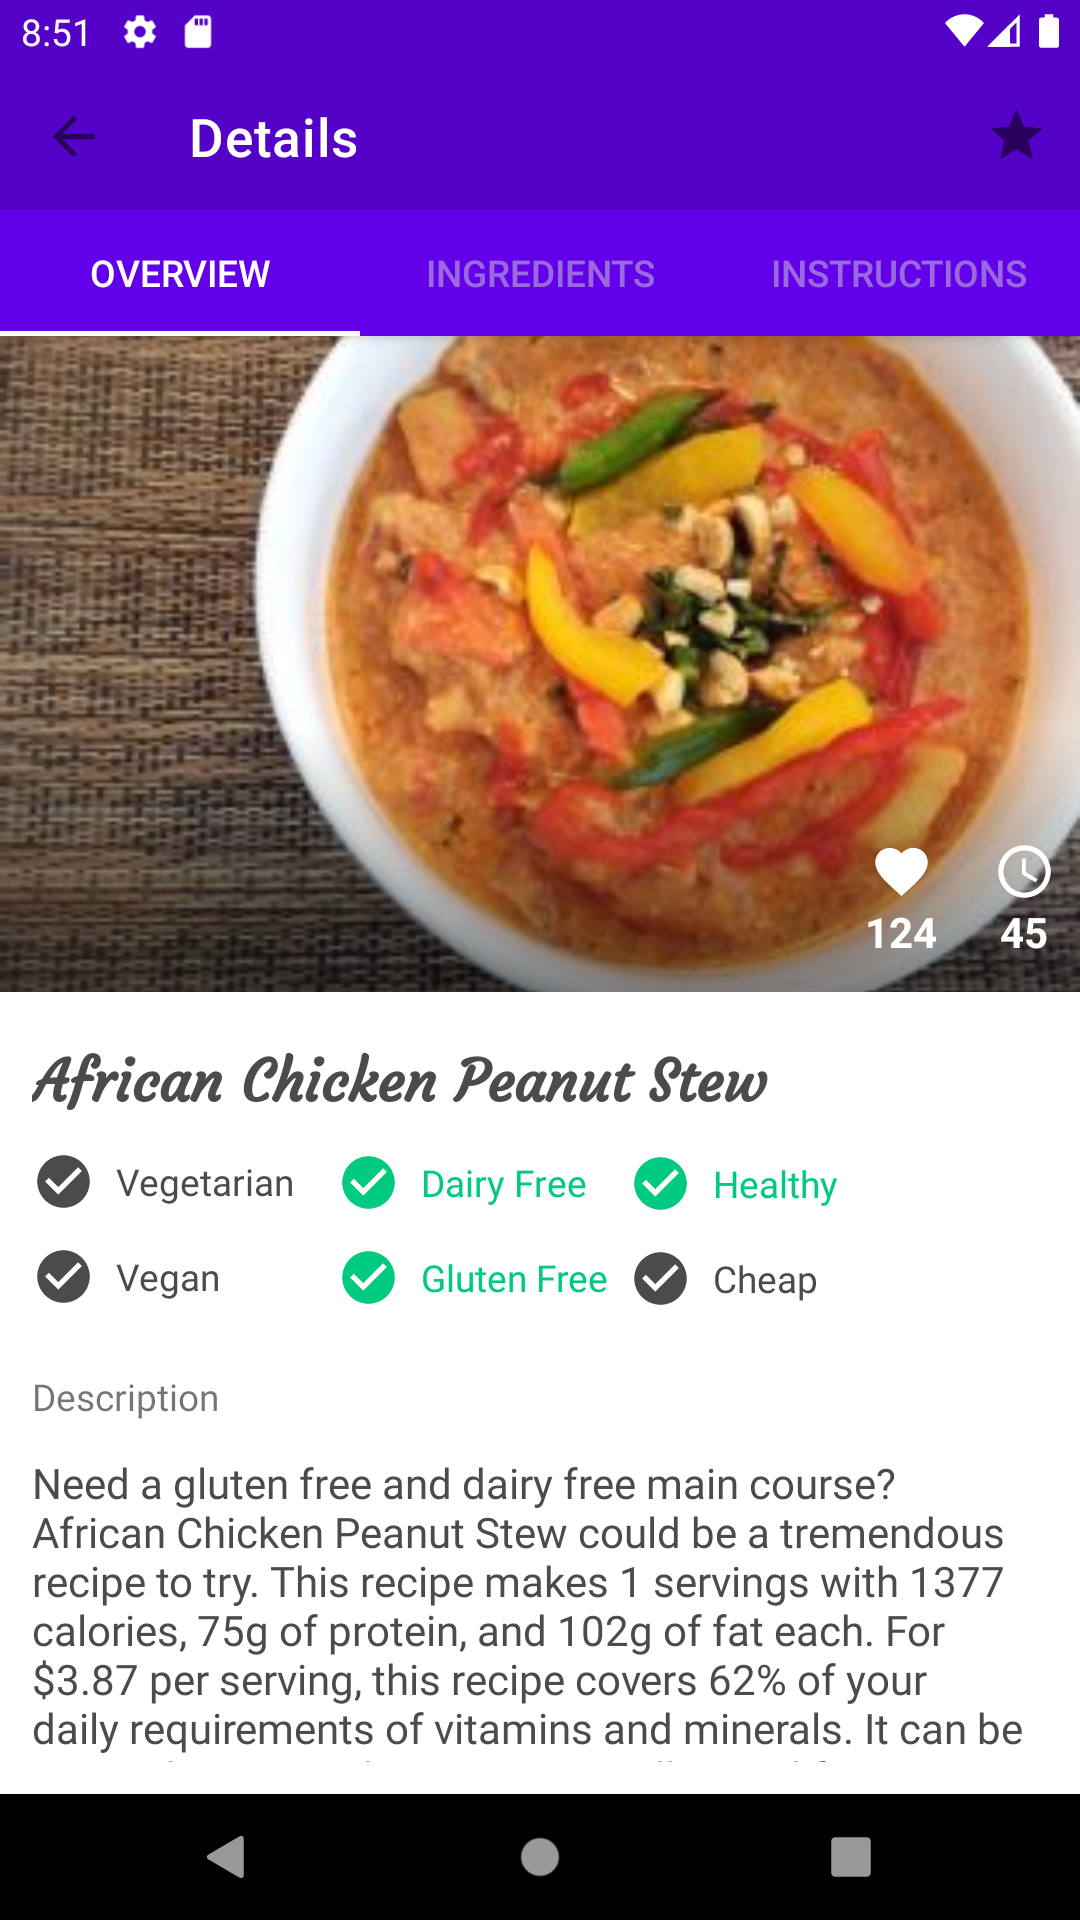 8:51
Details
OVERVIEW INGREDIENTS INSTRUCTIONS
124 45
African Chicken Peanut Stew
Vegetarian Dairy Free Healthy
Vegan Gluten Free Cheap
Description
Need a gluten free and dairy free main course?
African Chicken Peanut Stew could be a tremendous
recipe to try. This recipe makes 1 servings with 1377
calories, 75g of protein, and 102g of fat each. For
$3.87 per serving, this recipe covers 62% of your
daily requirements of vitamins and minerals. It can be